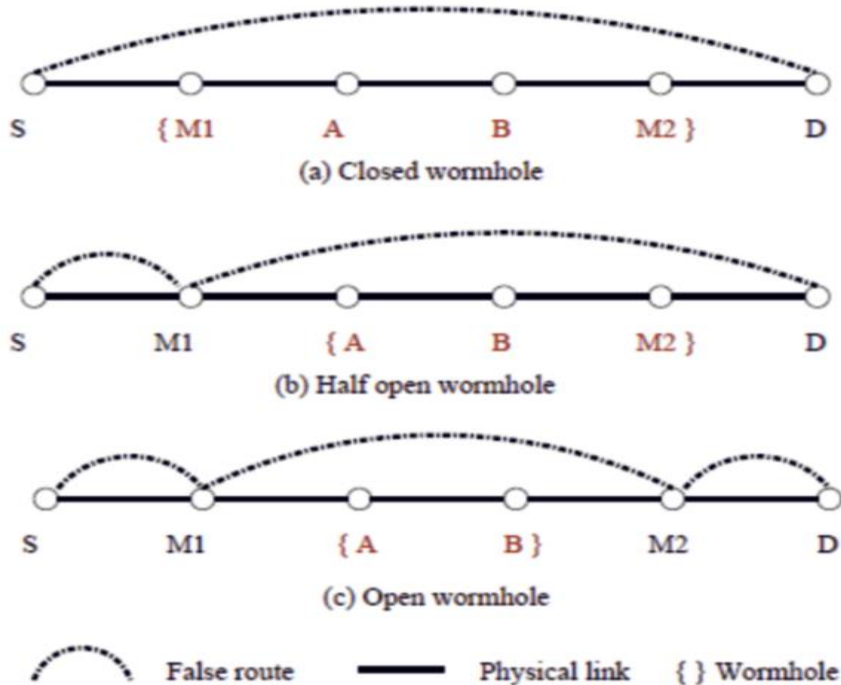 S { M1 A B M2 } D
(a) Closed wormhole
S M1 { A B M2 } D
(b) Half open wormhole
S M1 { A B } M2 D
(c) Open wormhole
False route Physical link { } Wormhole